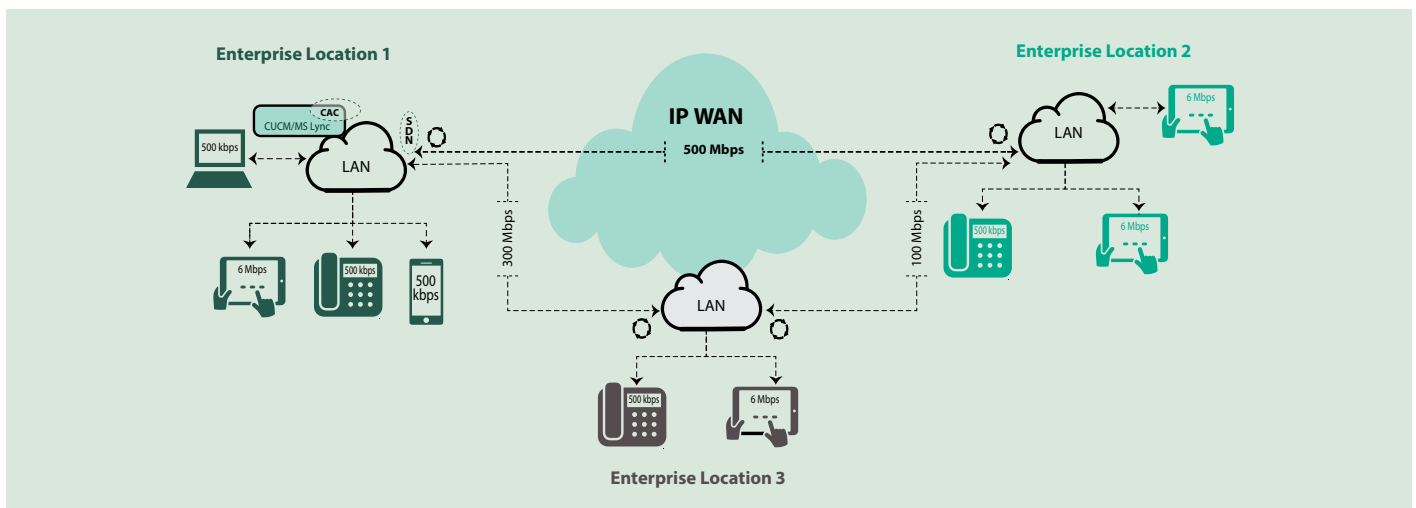 Enterprise Location 1
Enterprise Location 2
IP WAN
500 Mbps
CAC
CUCM/MS Lync
SDN
500 kbps
LAN
6 Mbps
500 kbps
500
kbps
300 Mbps
100 Mbps
LAN
6 Mbps
500 kbps
6 Mbps
LAN
500 kbps
6 Mbps
Enterprise Location 3